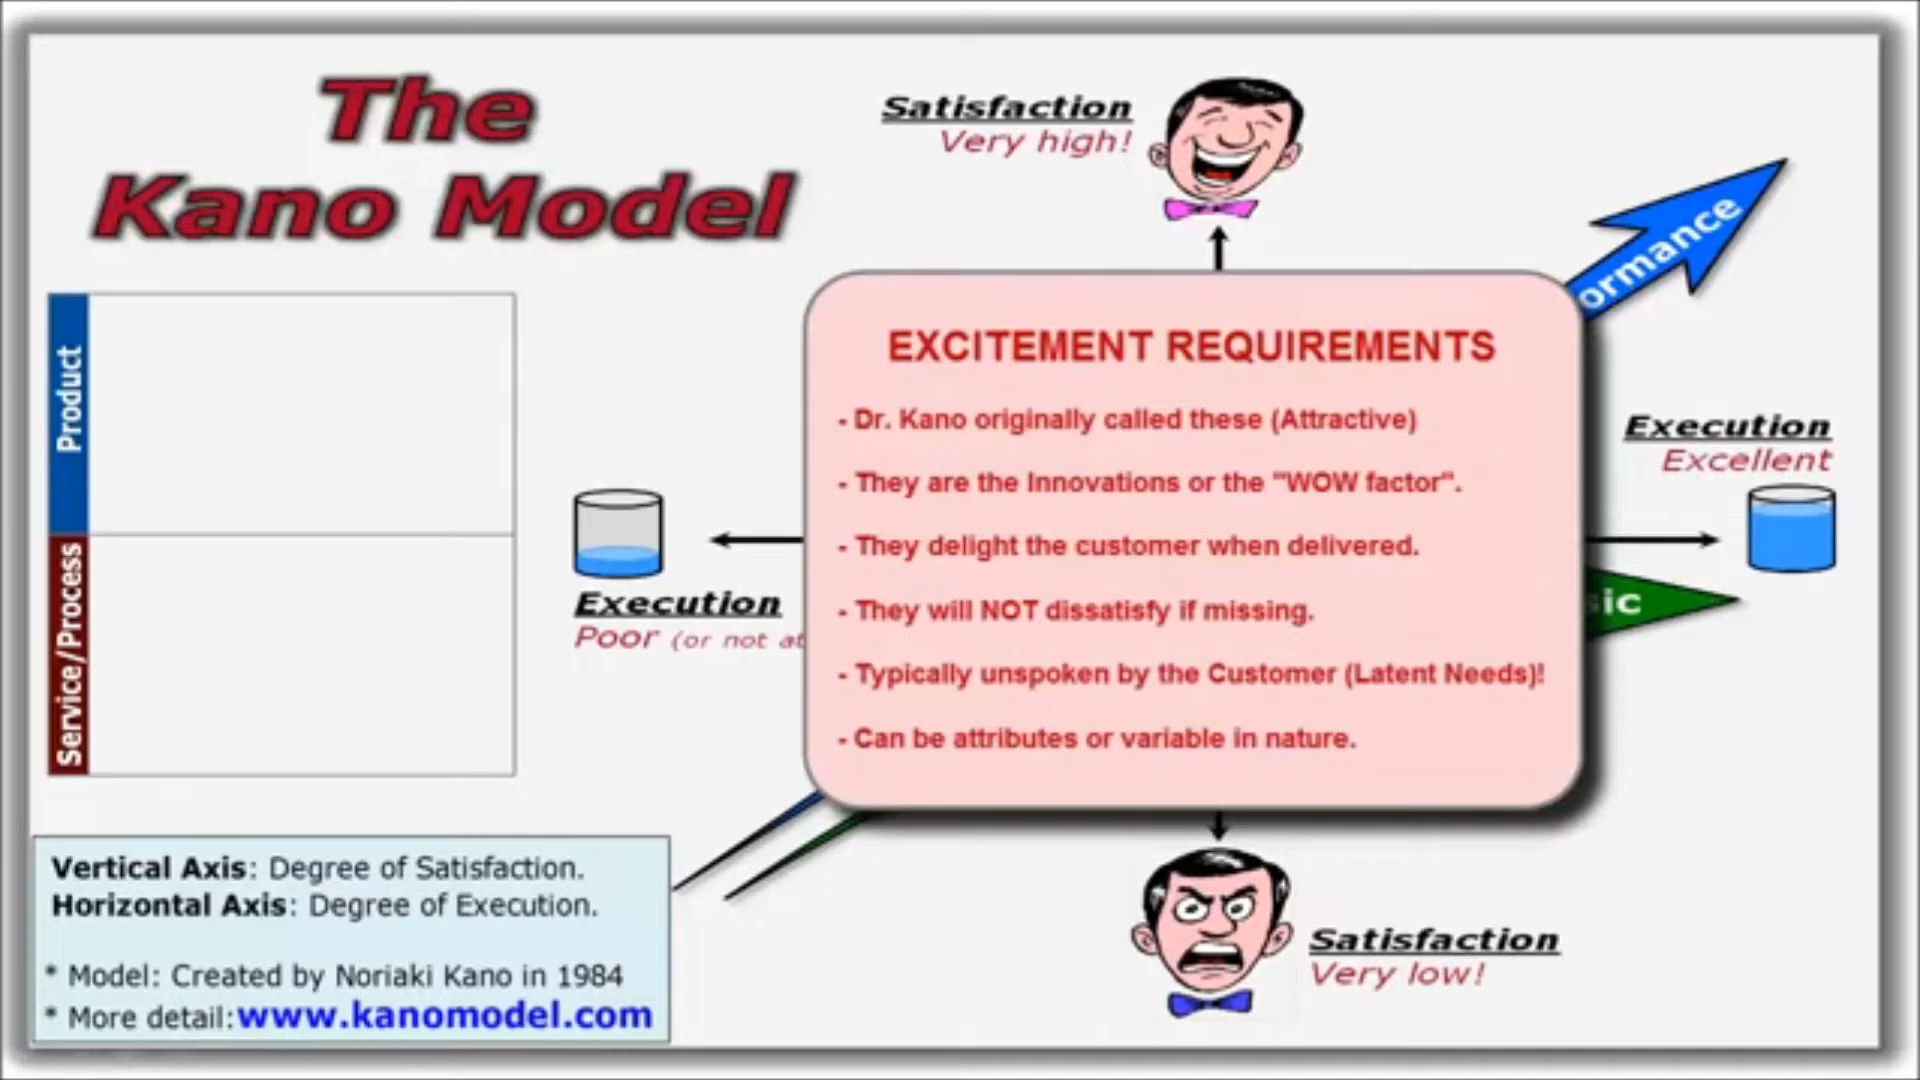 The
Kano Model
Satisfaction
Very high!
ormance
Product
Service/Process
EXCITEMENT REQUIREMENTS
- Dr. Kano originally called these (Attractive)
- They are the Innovations or the "WOW factor".
- They delight the customer when delivered.
- They will NOT dissatisfy if missing.
- Typically unspoken by the Customer (Latent Needs)!
- Can be attributes or variable in nature.
Execution
Excellent
Execution
Poor (or not at
sic
Vertical Axis: Degree of Satisfaction.
Horizontal Axis: Degree of Execution.
* Model: Created by Noriaki Kano in 1984
* More detail:www.kanomodel.com
Satisfaction
Very low!